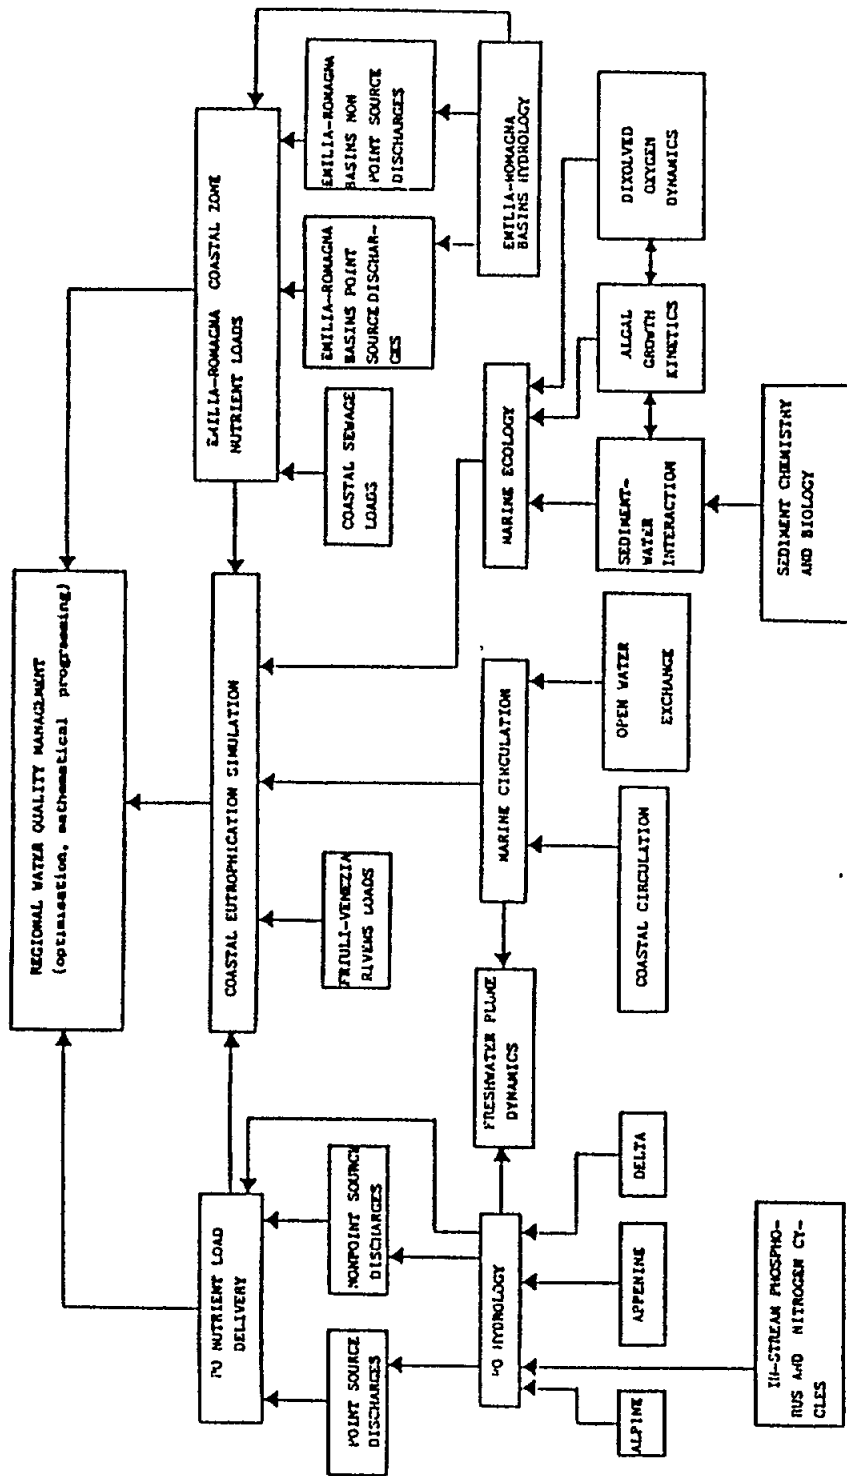 REGIONAL WATER QUALITY MANAGEMENT
(optimisation, mathematical programming)
PO NUTRIENT LOAD
DELIVERY
COASTAL EUTROPHICATION SIMULATION
EMILIA-ROMAGNA COASTAL ZONE
NUTRIENT LOADS
POINT SOURCE
DISCHARGES
NONPOINT SOURCE
DISCHARGES
FRIULI-VENEZIA
RIVERS LOADS
COASTAL SEWAGE
LOADS
EMILIA-ROMAGNA
BASINS POINT
SOURCE DISCHAR-
GES
EMILIA-ROMAGNA
BASINS NON
POINT SOURCE
DISCHARGES
PO HYDROLOGY
FRESHWATER PLUME
DYNAMICS
MARINE CIRCULATION
MARINE ECOLOGY
EMILIA-ROMAGNA
BASINS HYDROLOGY
ALPINE
APPENINE
DELTA
COASTAL CIRCULATION
OPEN WATER
EXCHANGE
SEDIMENT-
WATER
INTERACTION
ALGAL
GROWTH
KINETICS
DIXOLVED
OXYGEN
DYNAMICS
IN-STREAM PHOSPHO-
RUS AND NITROGEN CY-
CLES
SEDIMENT CHEMISTRY
AND BIOLOGY